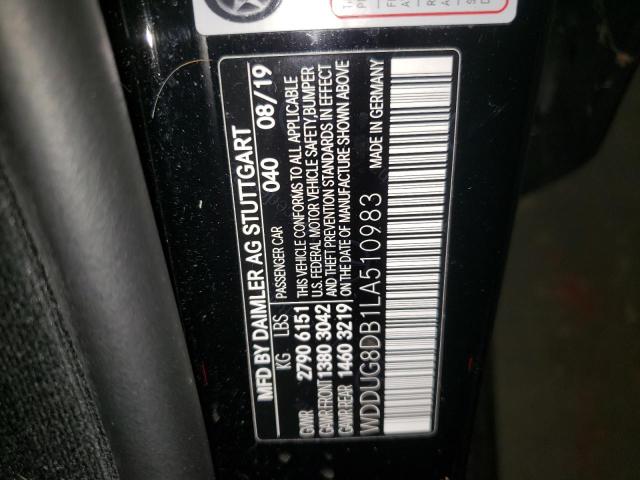 MFD BY DAIMLER AG STUTTGART
PASSENGER CAR 040 08/19
KG LBS
GVWR 2790 6151
GAWR FRONT 1380 3042
GAWR REAR 1460 3219
THIS VEHICLE CONFORMS TO ALL APPLICABLE
U.S. FEDERAL MOTOR VEHICLE SAFETY,BUMPER
AND THEFT PREVENTION STANDARDS IN EFFECT
ON THE DATE OF MANUFACTURE SHOWN ABOVE
WDDUG8DB1LA510983 MADE IN GERMANY